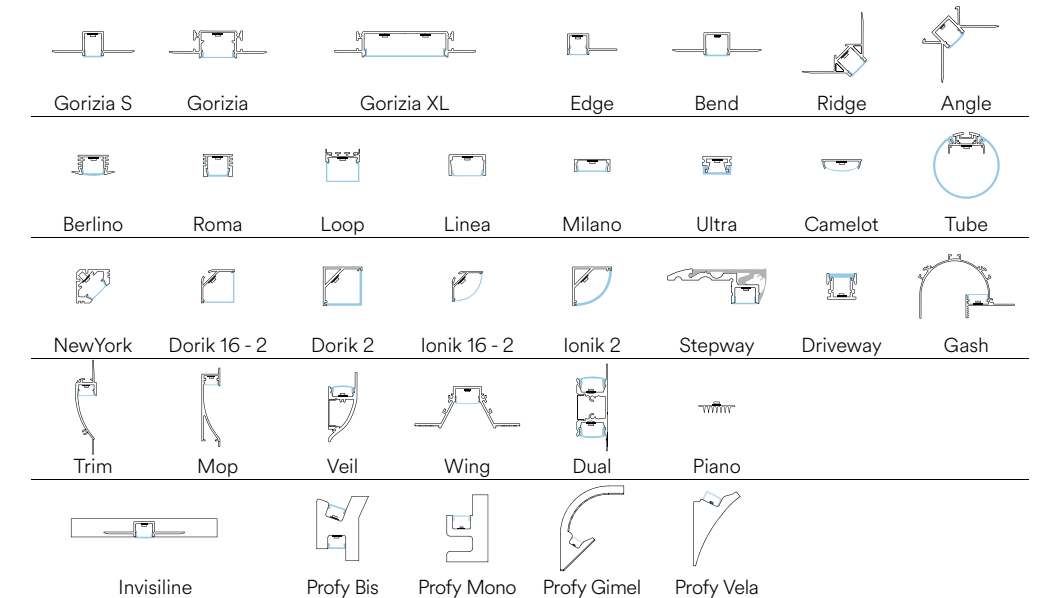 Gorizia S Gorizia Gorizia XL Edge Bend Ridge Angle
Berlino Roma Loop Linea Milano Ultra Camelot Tube
NewYork Dorik 16 - 2 Dorik 2 Ionik 16 - 2 Ionik 2 Stepway Driveway Gash
Trim Mop Veil Wing Dual Piano
Invisiline Profy Bis Profy Mono Profy Gimel Profy Vela